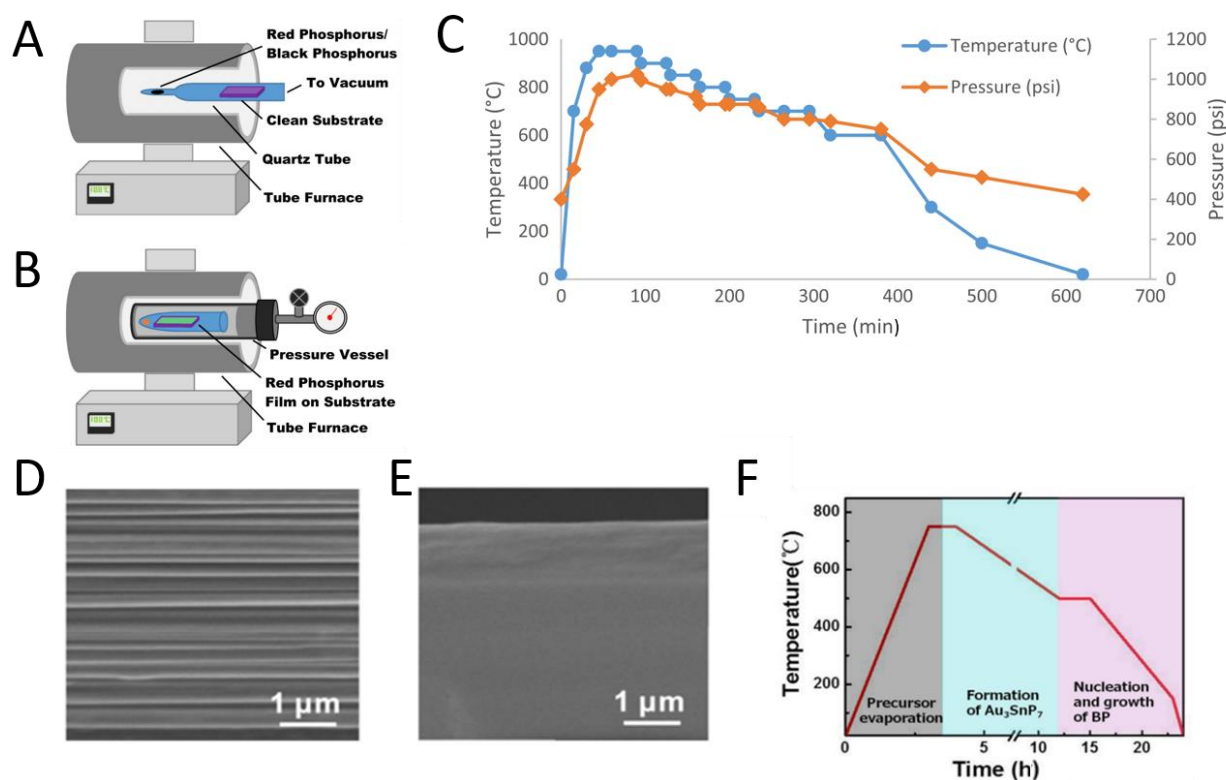 A
Red Phosphorus/
Black Phosphorus
To Vacuum
Clean Substrate
Quartz Tube
Tube Furnace
100°C
B
Pressure Vessel
Red Phosphorus
Film on Substrate
Tube Furnace
100°C
C
1000
800
600
400
200
0
Temperature (°C)
Temperature (°C)
Pressure (psi)
1200
1000
800
600
400
200
0
Pressure (psi)
0
100
200
300
400
500
600
700
Time (min)
D
1 μm
E
1 μm
F
800
600
400
200
Temperature(℃)
Precursor
evaporation
Formation
of Au₃SnP₇
Nucleation
and growth
of BP
0
5
10
15
20
Time (h)